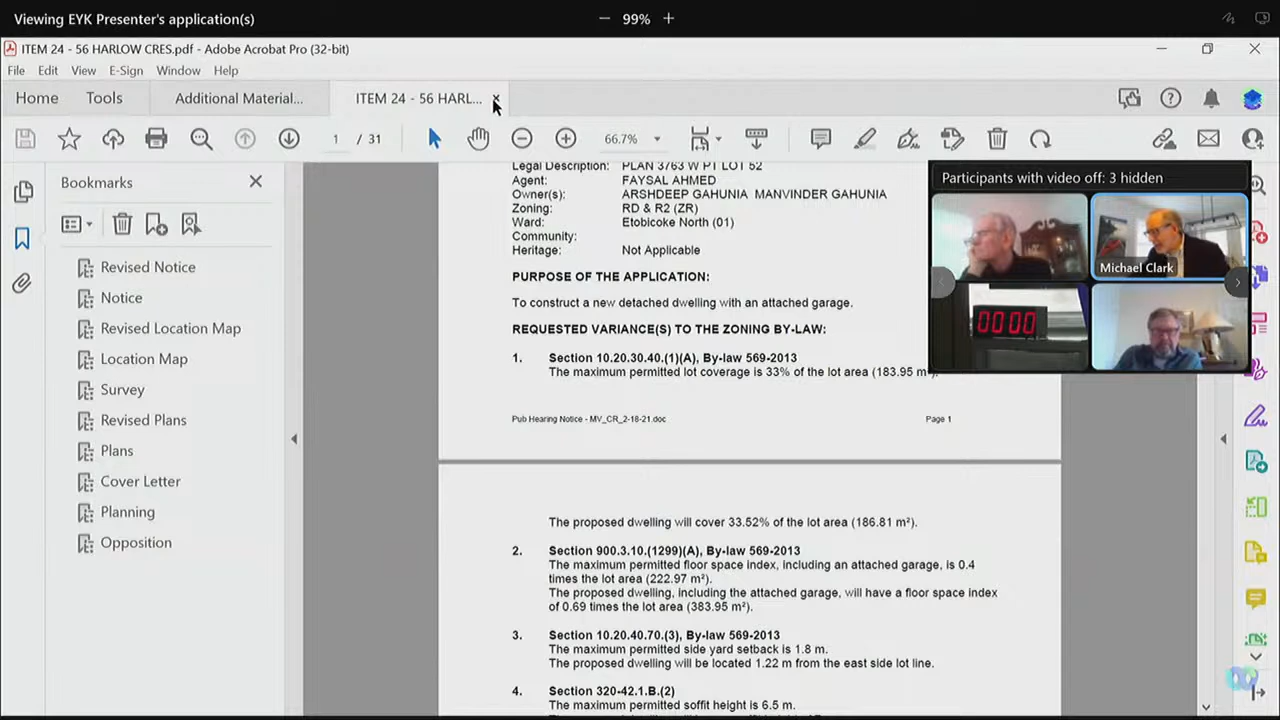 Viewing EYK Presenter's application(s)
99%
ITEM 24 - 56 HARLOW CRES.pdf - Adobe Acrobat Pro (32-bit)
File Edit View E-Sign Window Help
Home Tools Additional Material... ITEM 24 - 56 HARL...
1 / 31 66.7%
Bookmarks
Revised Notice
Notice
Revised Location Map
Location Map
Survey
Revised Plans
Plans
Cover Letter
Planning
Opposition
Legal Description: PLAN 3763 W PT LOT 52
Agent: FAYSAL AHMED
Owner(s): ARSHDEEP GAHUNIA MANVINDER GAHUNIA
Zoning: RD & R2 (ZR)
Ward: Etobicoke North (01)
Community:
Heritage: Not Applicable
PURPOSE OF THE APPLICATION:
To construct a new detached dwelling with an attached garage.
REQUESTED VARIANCE(S) TO THE ZONING BY-LAW:
1. Section 10.20.30.40.(1)(A), By-law 569-2013
The maximum permitted lot coverage is 33% of the lot area (183.95 m²).
Pub Hearing Notice - MV_CR_2-18-21.doc Page 1
The proposed dwelling will cover 33.52% of the lot area (186.81 m²).
2. Section 900.3.10.(1299)(A), By-law 569-2013
The maximum permitted floor space index, including an attached garage, is 0.4
times the lot area (222.97 m²).
The proposed dwelling, including the attached garage, will have a floor space index
of 0.69 times the lot area (383.95 m²).
3. Section 10.20.40.70.(3), By-law 569-2013
The maximum permitted side yard setback is 1.8 m.
The proposed dwelling will be located 1.22 m from the east side lot line.
4. Section 320-42.1.B.(2)
The maximum permitted soffit height is 6.5 m.
Participants with video off: 3 hidden
Michael Clark
00:00